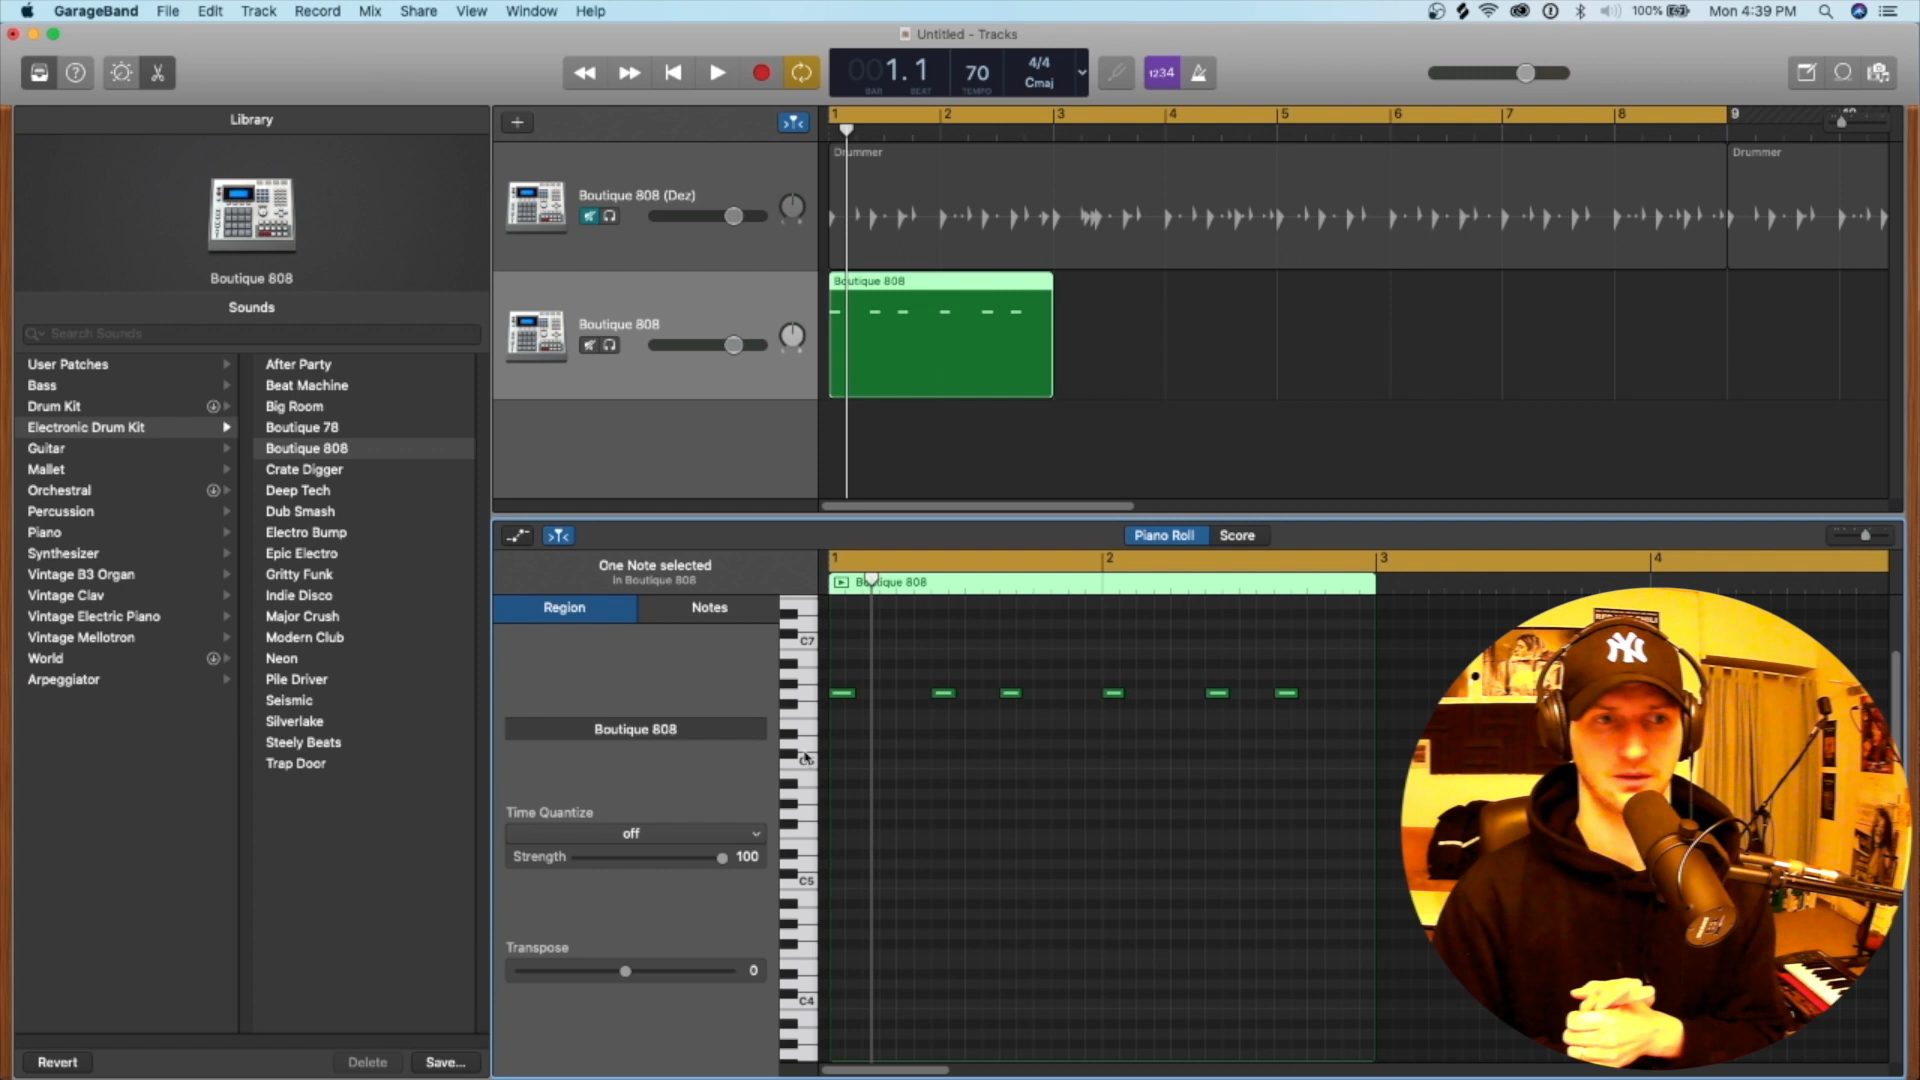 GarageBand File Edit Track Record Mix Share View Window Help
100% Mon 4:39 PM
Untitled - Tracks
001.1 70 4/4 Cmaj
BAR BEAT TEMPO
1234
Library
Boutique 808
Sounds
Search Sounds
User Patches
Bass
Drum Kit
Electronic Drum Kit
Guitar
Mallet
Orchestral
Percussion
Piano
Synthesizer
Vintage B3 Organ
Vintage Clav
Vintage Electric Piano
Vintage Mellotron
World
Arpeggiator
After Party
Beat Machine
Big Room
Boutique 78
Boutique 808
Crate Digger
Deep Tech
Dub Smash
Electro Bump
Epic Electro
Gritty Funk
Indie Disco
Major Crush
Modern Club
Neon
Pile Driver
Seismic
Silverlake
Steely Beats
Trap Door
Revert Delete Save...
1 2 3 4 5 6 7 8 9
Boutique 808 (Dez)
Drummer Drummer
Boutique 808
Boutique 808
Piano Roll Score
One Note selected
in Boutique 808
1 2 3 4
Boutique 808
Region Notes
Boutique 808
Time Quantize
off
Strength 100
Transpose
0
C7
C5
C4
NY